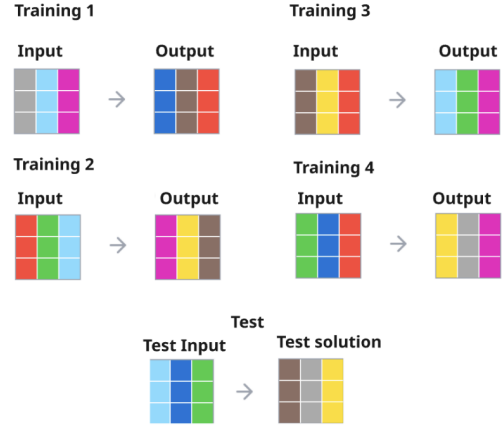 Training 1
Input
Output
Training 3
Input
Output
Training 2
Input
Output
Training 4
Input
Output
Test
Test Input
Test solution